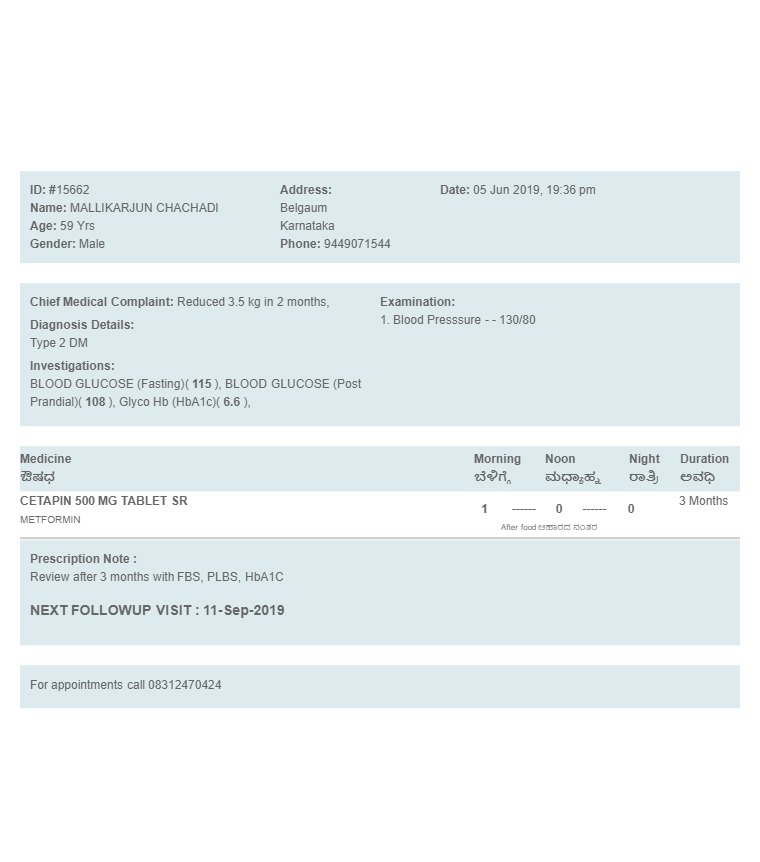 ID: #15662
Name: MALLIKARJUN CHACHADI
Age: 59 Yrs
Gender: Male
Address:
Belgaum
Karnataka
Phone: 9449071544
Date: 05 Jun 2019, 19:36 pm
Chief Medical Complaint: Reduced 3.5 kg in 2 months,
Diagnosis Details:
Type 2 DM
Investigations:
BLOOD GLUCOSE (Fasting)( 115 ), BLOOD GLUCOSE (Post
Prandial)( 108 ), Glyco Hb (HbA1c)( 6.6 ),
Examination:
1. Blood Presssure - - 130/80
Medicine Morning Noon Night Duration
ಔಷಧ ಬೆಳಿಗ್ಗೆ ಮಧ್ಯಾಹ್ನ ರಾತ್ರಿ ಅವಧಿ
CETAPIN 500 MG TABLET SR 1 ------ 0 ------ 0 3 Months
METFORMIN After food ಆಹಾರದ ನಂತರ
Prescription Note :
Review after 3 months with FBS, PLBS, HbA1C
NEXT FOLLOWUP VISIT : 11-Sep-2019
For appointments call 08312470424